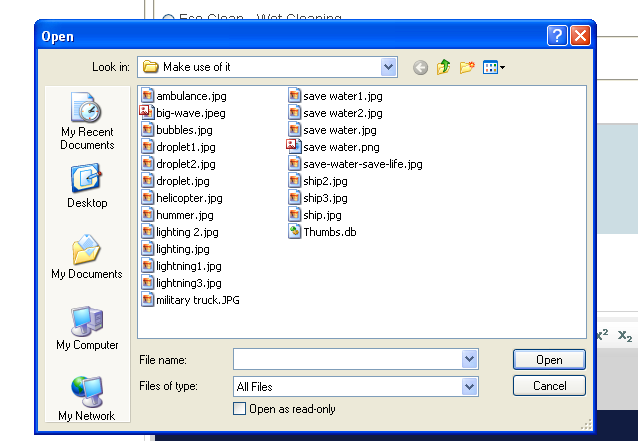 Eco Clean - Wet Cleaning
Open
Look in:
Make use of it
My Recent
Documents
Desktop
My Documents
My Computer
My Network
ambulance.jpg
big-wave.jpeg
bubbles.jpg
droplet1.jpg
droplet2.jpg
droplet.jpg
helicopter.jpg
hummer.jpg
lighting 2.jpg
lighting.jpg
lightning1.jpg
lightning3.jpg
military truck.JPG
save water1.jpg
save water2.jpg
save water.jpg
save water.png
save-water-save-life.jpg
ship2.jpg
ship3.jpg
ship.jpg
Thumbs.db
File name:
Open
Files of type:
All Files
Cancel
Open as read-only
x² x₂